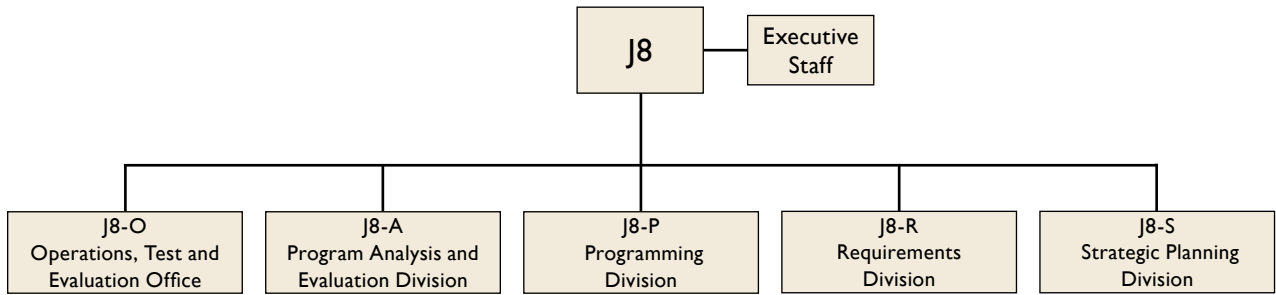 J8
Executive
Staff
J8-O
Operations, Test and
Evaluation Office
J8-A
Program Analysis and
Evaluation Division
J8-P
Programming
Division
J8-R
Requirements
Division
J8-S
Strategic Planning
Division